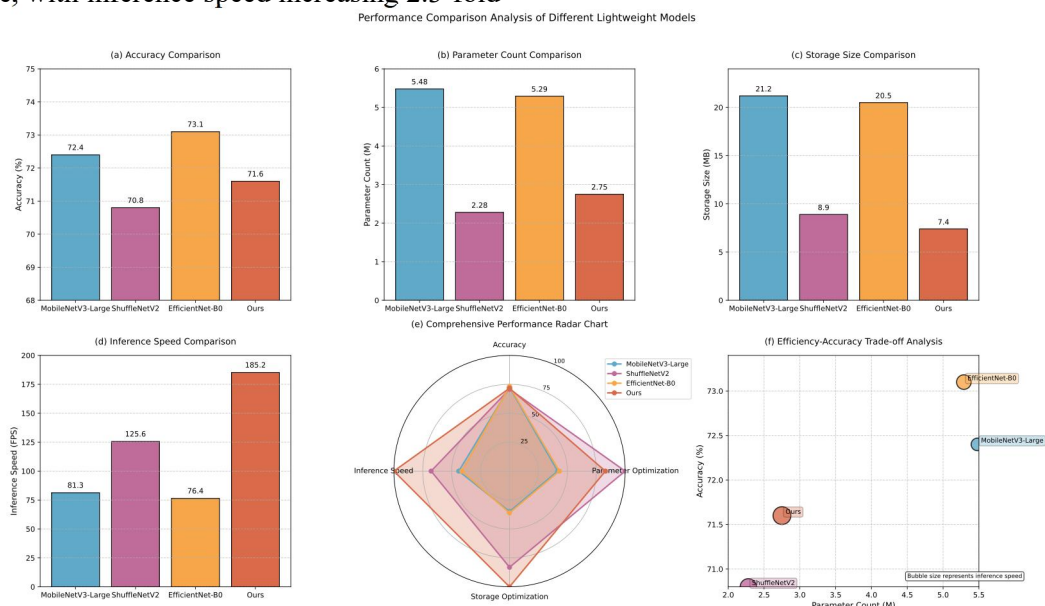 e, with inference speed increasing 2.3-fold
Performance Comparison Analysis of Different Lightweight Models
(a) Accuracy Comparison
75
74
73
72
71
70
69
68
Accuracy (%)
72.4
70.8
73.1
71.6
MobileNetV3-Large ShuffleNetV2 EfficientNet-B0 Ours
(b) Parameter Count Comparison
6
5
4
3
2
1
0
Parameter Count (M)
5.48
2.28
5.29
2.75
MobileNetV3-Large ShuffleNetV2 EfficientNet-B0 Ours
(c) Storage Size Comparison
20
15
10
5
0
Storage Size (MB)
21.2
8.9
20.5
7.4
MobileNetV3-Large ShuffleNetV2 EfficientNet-B0 Ours
(d) Inference Speed Comparison
200
175
150
125
100
75
50
25
0
Inference Speed (FPS)
81.3
125.6
76.4
185.2
MobileNetV3-Large ShuffleNetV2 EfficientNet-B0 Ours
(e) Comprehensive Performance Radar Chart
Accuracy
100
75
50
25
Inference Speed
Parameter Optimization
Storage Optimization
MobileNetV3-Large
ShuffleNetV2
EfficientNet-B0
Ours
(f) Efficiency-Accuracy Trade-off Analysis
73.0
72.5
72.0
71.5
71.0
Accuracy (%)
EfficientNet-B0
MobileNetV3-Large
Ours
ShuffleNetV2
Bubble size represents inference speed
2.0 2.5 3.0 3.5 4.0 4.5 5.0 5.5
Parameter Count (M)